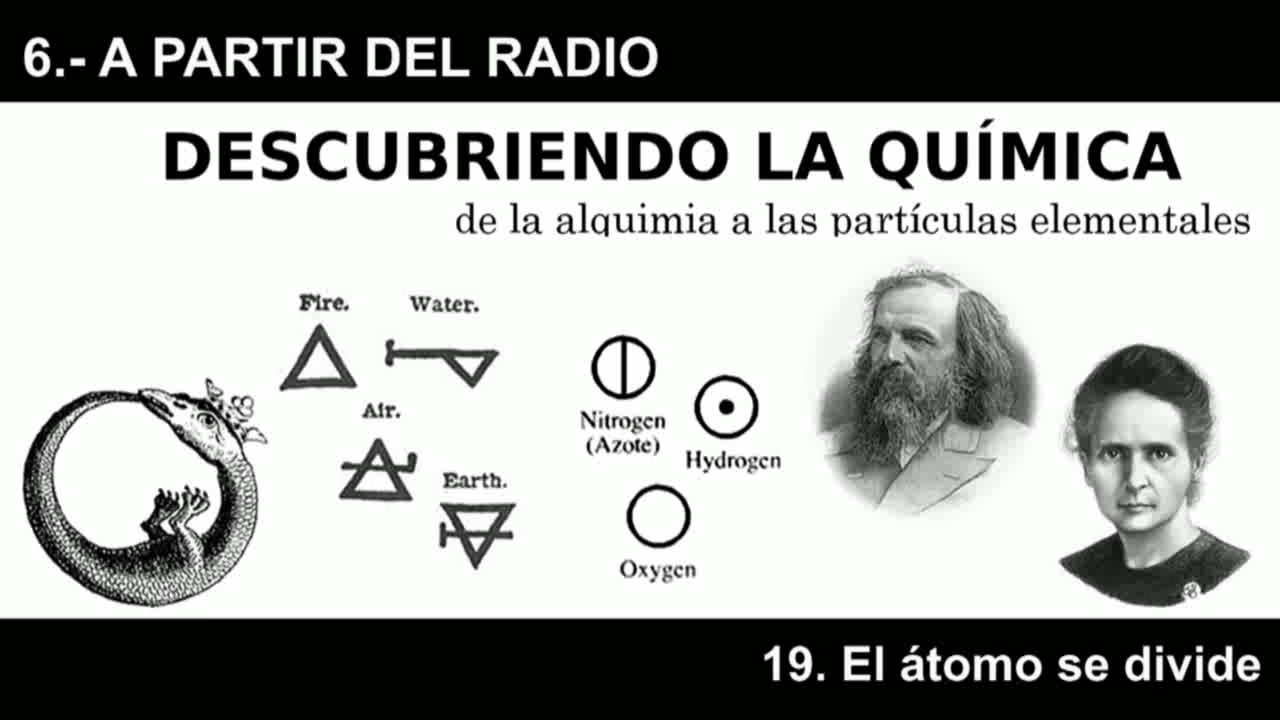 6.- A PARTIR DEL RADIO
DESCUBRIENDO LA QUÍMICA
de la alquimia a las partículas elementales
Fire.
Water.
Air.
Earth.
Nitrogen
(Azote)
Hydrogen
Oxygen
19. El átomo se divide